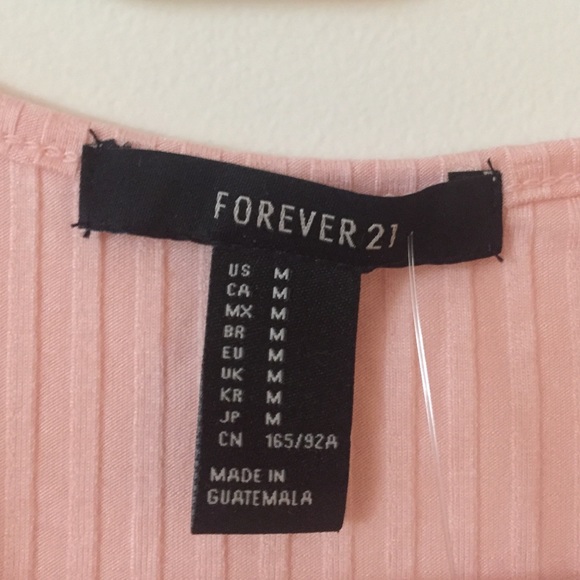 FOREVER 21
US M
CA M
MX M
BR M
EU M
UK M
KR M
JP M
CN 165/92A
MADE IN
GUATEMALA